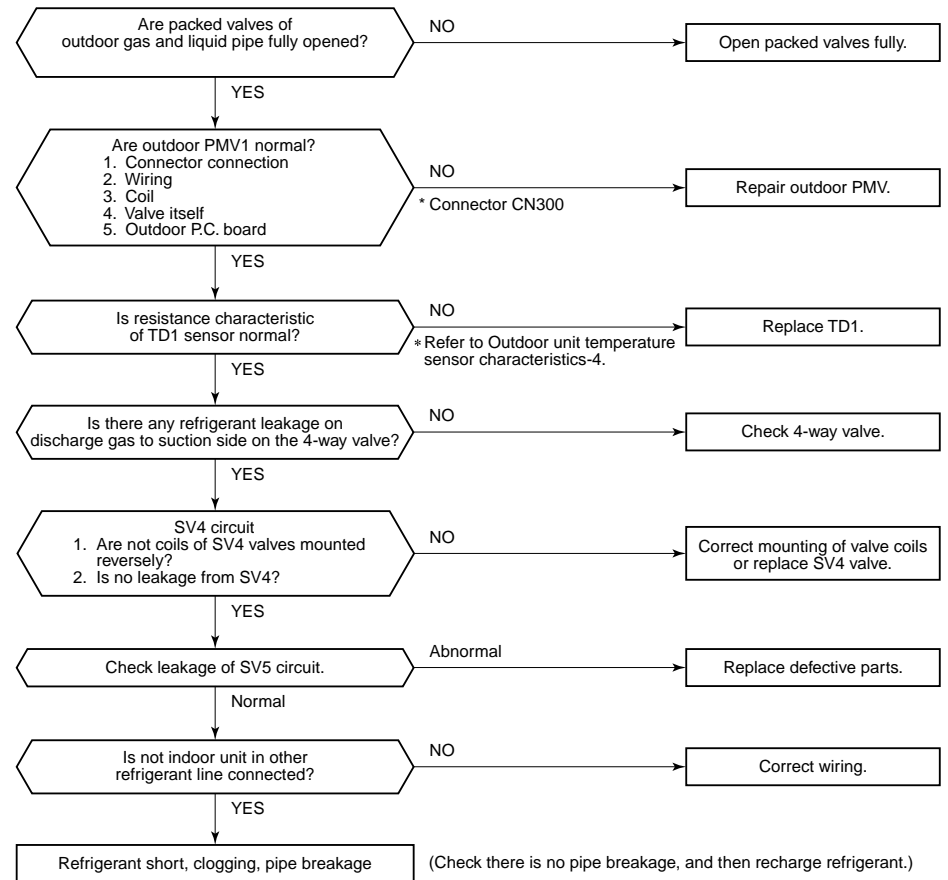 Are packed valves of
outdoor gas and liquid pipe fully opened?
NO
Open packed valves fully.
YES
Are outdoor PMV1 normal?
1. Connector connection
2. Wiring
3. Coil
4. Valve itself
5. Outdoor P.C. board
NO
* Connector CN300
Repair outdoor PMV.
YES
Is resistance characteristic
of TD1 sensor normal?
NO
* Refer to Outdoor unit temperature
sensor characteristics-4.
Replace TD1.
YES
Is there any refrigerant leakage on
discharge gas to suction side on the 4-way valve?
NO
Check 4-way valve.
YES
SV4 circuit
1. Are not coils of SV4 valves mounted
reversely?
2. Is no leakage from SV4?
NO
Correct mounting of valve coils
or replace SV4 valve.
YES
Check leakage of SV5 circuit.
Abnormal
Replace defective parts.
Normal
Is not indoor unit in other
refrigerant line connected?
NO
Correct wiring.
YES
Refrigerant short, clogging, pipe breakage
(Check there is no pipe breakage, and then recharge refrigerant.)